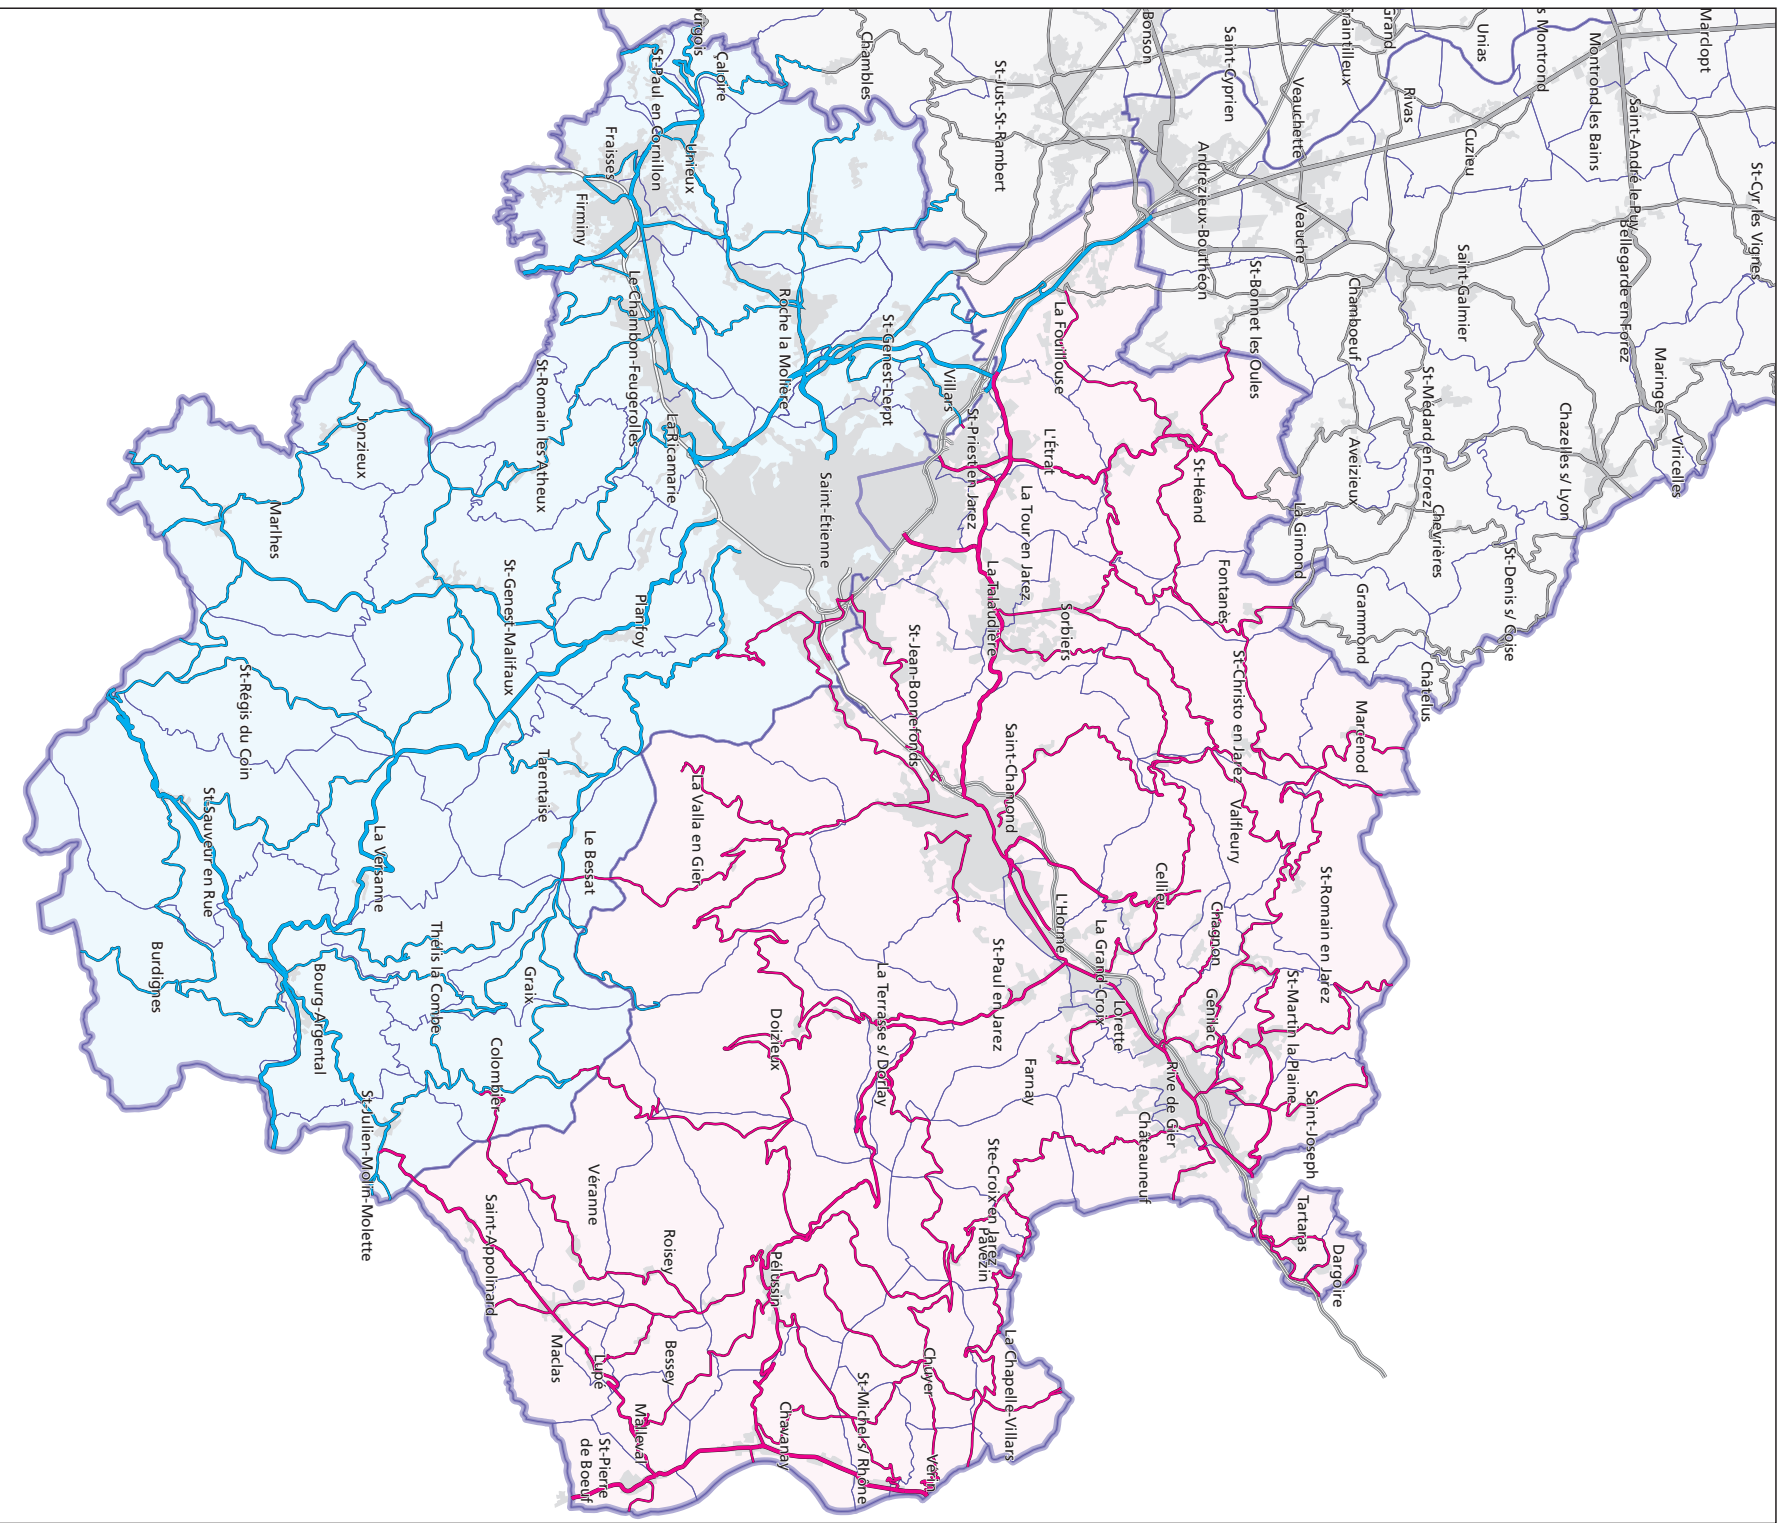 Mardopt
St-Cyr les Vignes
Saint-André le Puy
Bellegarde en Forez
Montrond les Bains
Unias
Cuzieu
Rivas
Saint-Galmier
Maringes
Viricelles
Chazelles s/ Lyon
St-Médard en Forez
Chevrières
St-Denis s/ Coise
Châtelus
Grammond
Aveizieux
Chamboeuf
La Gimond
Veauchette
Veauche
Saint-Cyprien
Bonson
Andrezieux-Bouthéon
St-Bonnet les Oules
St-Just-St-Rambert
Chambles
Çaloire
St-Paul en Cornillon
Unieux
Fraisses
Firminy
Le Chambon-Feugerolles
Roche la Molière
St-Genest-Lerpt
Villars
La Fouillouse
St-Priest en Jarez
L'Étrat
La Tour en Jarez
St-Héand
Fontanès
Sorbiers
La Talaudière
St-Christo en Jarez
Marcenod
Saint-Étienne
La Ricamarie
St-Romain les Atheux
Jonzieux
Marlhes
St-Genest-Malifaux
Planfoy
St-Jean-Bonnefonds
Saint-Chamond
Valfleury
Cellieu
Chagnon
St-Romain en Jarez
St-Martin la Plaine
Génilac
Saint-Joseph
L'Horme
La Grand-Croix
Lorette
Rive de Gier
Châteauneuf
Tartaras
Dargoire
Farnay
St-Paul en Jarez
La Terrasse s/ Dorlay
Doizieux
La Valla en Gier
Le Bessat
Tarentaise
St-Régis du Coin
St-Sauveur en Rue
La Versanne
Thélis la Combe
Graix
Burdignes
Bourg-Argental
Colombier
St-Julien-Molin-Molette
Saint-Appolinard
Véranne
Roisey
Pélussin
Ste-Croix en Jarez
Pavezin
La Chapelle-Villars
Chuyer
St-Michel s/ Rhône
Vérin
Chavanay
Bessey
Lupé
Maclas
Malleval
St-Pierre
de Boeuf